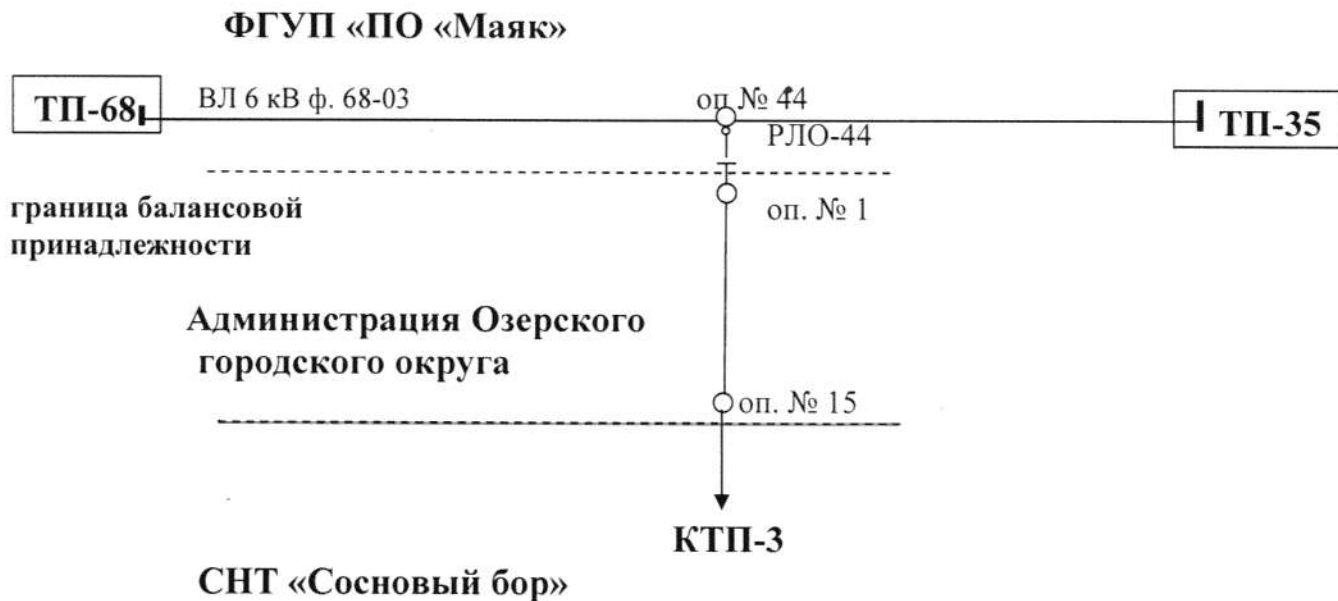 ФГУП «ПО «Маяк»
ТП-68
ВЛ 6 кВ ф. 68-03
оп № 44
ТП-35
РЛО-44
граница балансовой
принадлежности
оп. № 1
Администрация Озерского
городского округа
оп. № 15
КТП-3
СНТ «Сосновый бор»